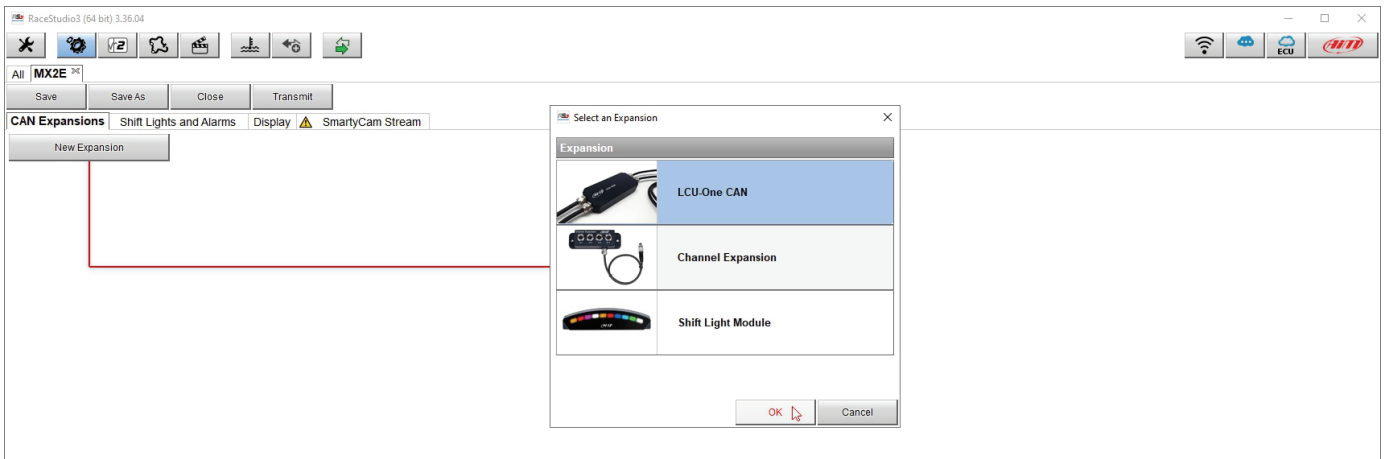 RaceStudio3 (64 bit) 3.36.04
ECU
AiM
All MX2E
Save Save As Close Transmit
CAN Expansions Shift Lights and Alarms Display SmartyCam Stream
New Expansion
Select an Expansion
Expansion
LCU-One CAN
Channel Expansion
Shift Light Module
OK Cancel